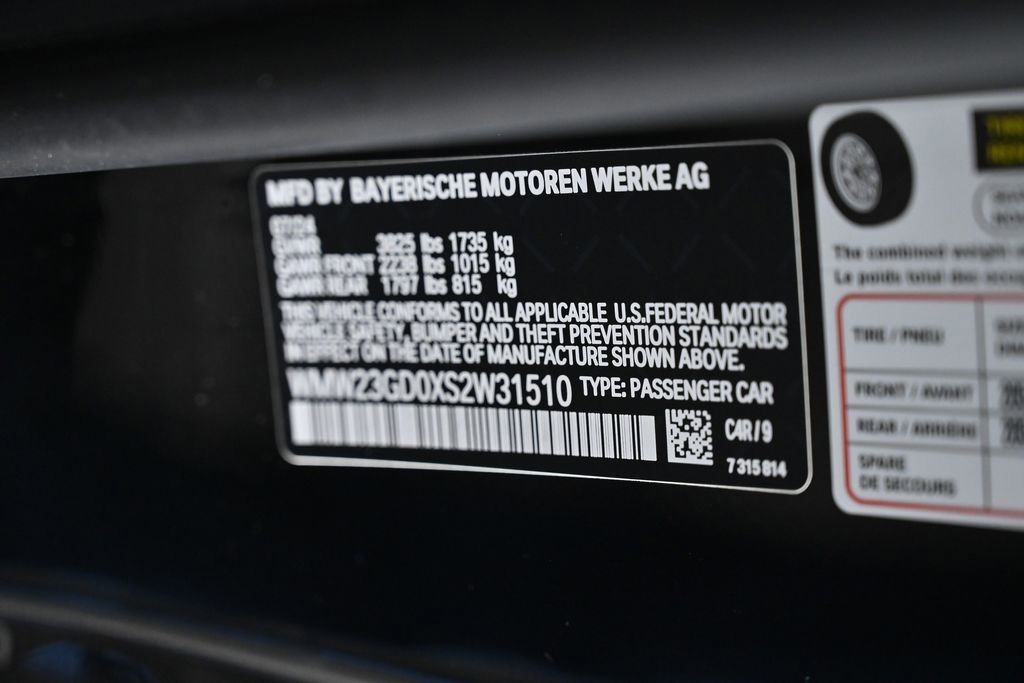 MFD BY BAYERISCHE MOTOREN WERKE AG
07/24
GVWR 3825 lbs 1735 kg
GAWR FRONT 2238 lbs 1015 kg
GAWR REAR 1797 lbs 815 kg
THIS VEHICLE CONFORMS TO ALL APPLICABLE U.S.FEDERAL MOTOR
VEHICLE SAFETY, BUMPER AND THEFT PREVENTION STANDARDS
IN EFFECT ON THE DATE OF MANUFACTURE SHOWN ABOVE.
WMW23GD0XS2W31510 TYPE: PASSENGER CAR
C4R/9
7315814
The combined weight
Le poids total des
TIRE / PNEU
FRONT / AVANT
REAR / ARRIÈRE
SPARE
DE SECOURS